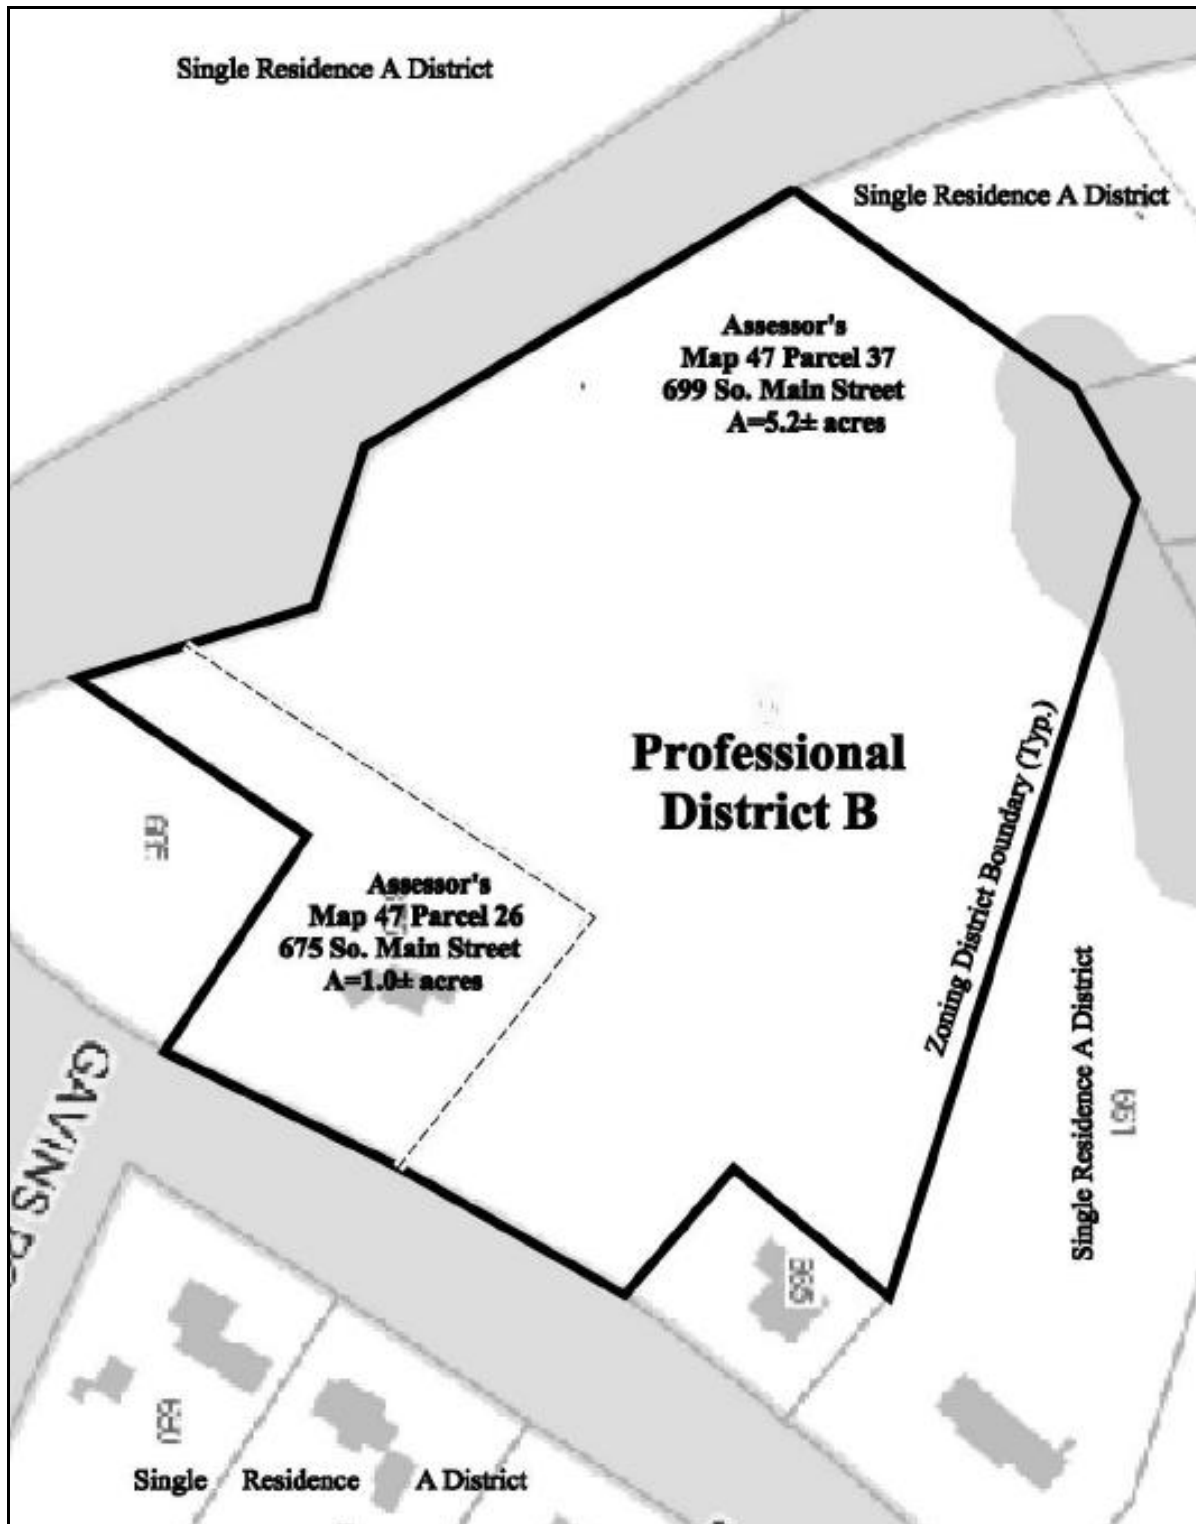 Single Residence A District
Single Residence A District
Assessor's
Map 47 Parcel 37
699 So. Main Street
A=5.2± acres
Professional
District B
Zoning District Boundary (Typ.)
Assessor's
Map 47 Parcel 26
675 So. Main Street
A=1.0± acres
Single Residence A District
661
GAVINS
Single Residence A District